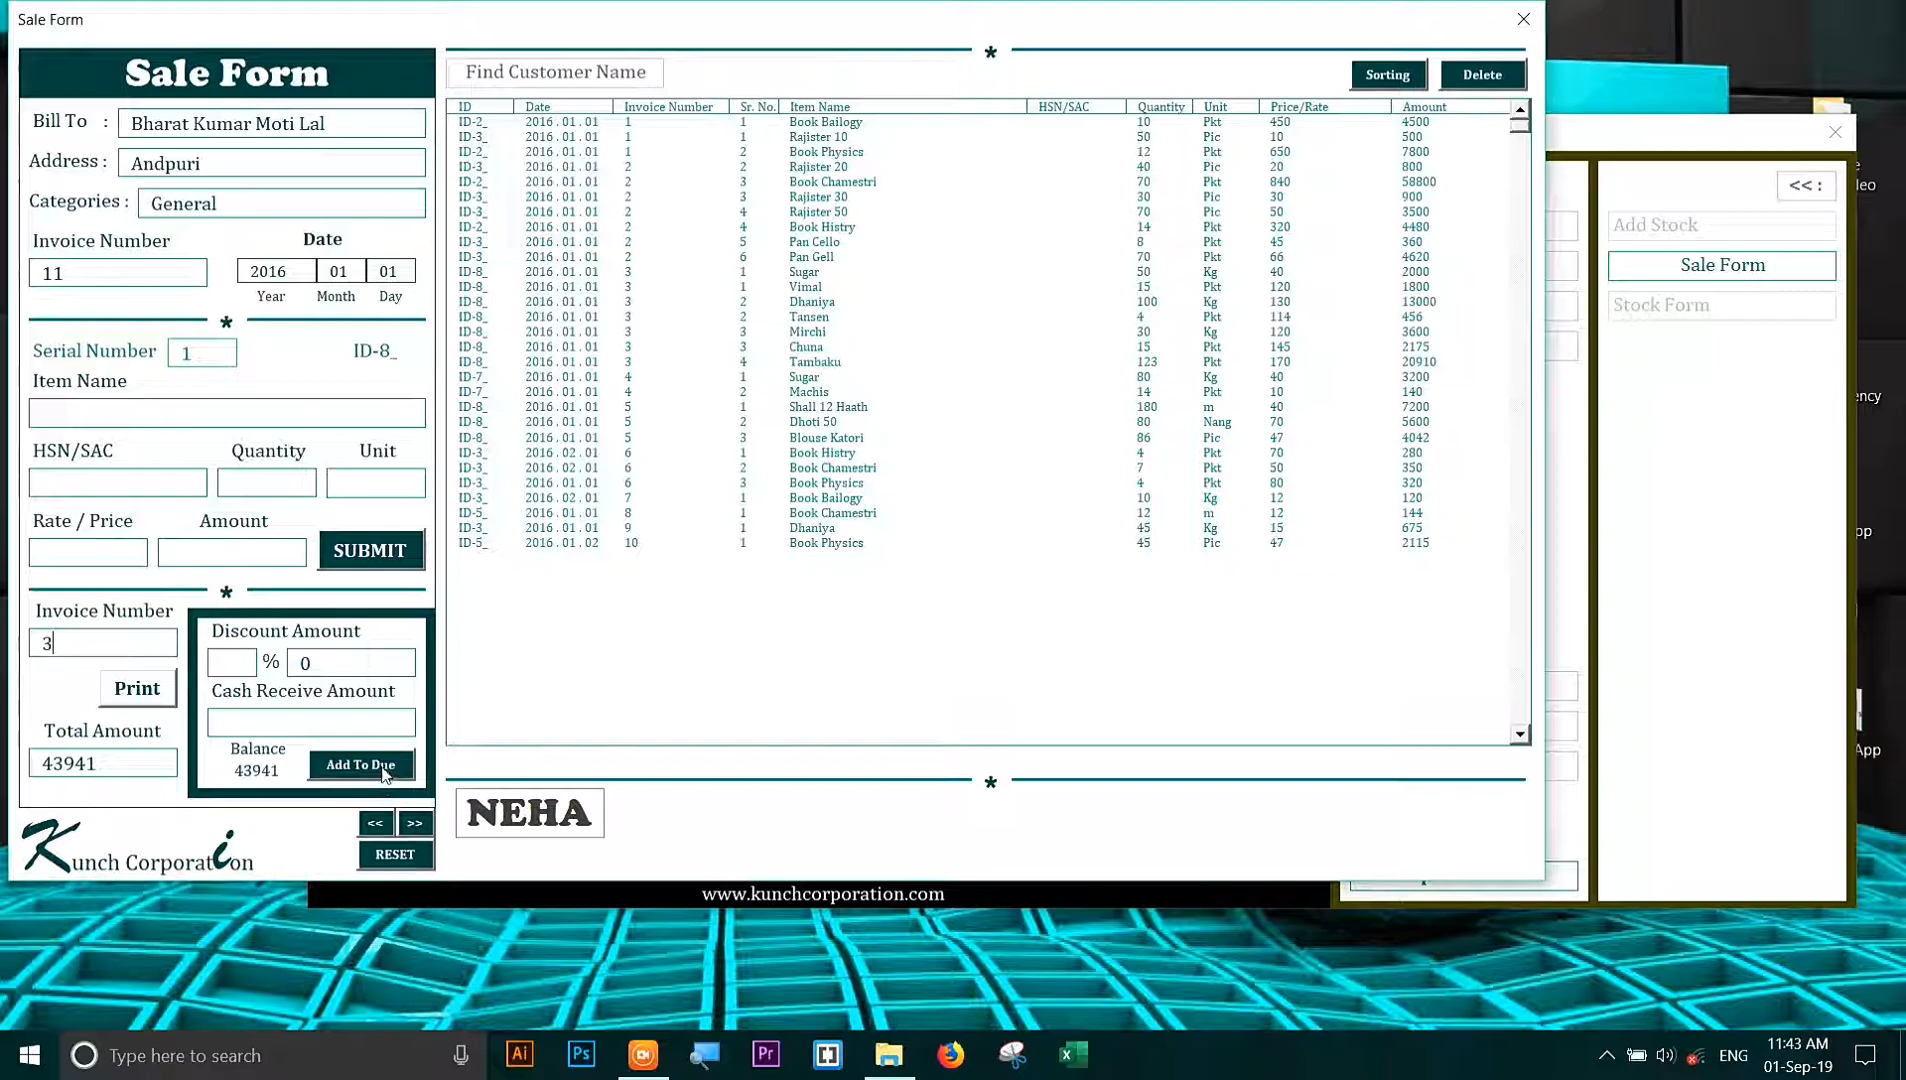 Sale Form
Sale Form
Bill To :
Bharat Kumar Moti Lal
Address :
Andpuri
Categories :
General
Invoice Number
Date
11
2016 01 01
Year Month Day
*
Serial Number 1 ID-8_
Item Name
HSN/SAC Quantity Unit
Rate / Price Amount
SUBMIT
*
Invoice Number
3
Print
Total Amount
43941
Discount Amount
% 0
Cash Receive Amount
Balance
43941
Add To Due
<< >>
RESET
Kunch Corporation
*
Find Customer Name
Sorting Delete
ID Date Invoice Number Sr. No. Item Name HSN/SAC Quantity Unit Price/Rate Amount
ID-2_ 2016.01.01 1 1 Book Bailogy 10 Pkt 450 4500
ID-3_ 2016.01.01 1 1 Rajister 10 50 Pic 10 500
ID-2_ 2016.01.01 1 2 Book Physics 12 Pkt 650 7800
ID-3_ 2016.01.01 2 2 Rajister 20 40 Pic 20 800
ID-2_ 2016.01.01 2 3 Book Chamestri 70 Pkt 840 58800
ID-3_ 2016.01.01 2 3 Rajister 30 30 Pic 30 900
ID-3_ 2016.01.01 2 4 Rajister 50 70 Pic 50 3500
ID-2_ 2016.01.01 2 4 Book Histry 14 Pkt 320 4480
ID-3_ 2016.01.01 2 5 Pan Cello 8 Pkt 45 360
ID-3_ 2016.01.01 2 6 Pan Gell 70 Pkt 66 4620
ID-8_ 2016.01.01 3 1 Sugar 50 Kg 40 2000
ID-8_ 2016.01.01 3 1 Vimal 15 Pkt 120 1800
ID-8_ 2016.01.01 3 2 Dhaniya 100 Kg 130 13000
ID-8_ 2016.01.01 3 2 Tansen 4 Pkt 114 456
ID-8_ 2016.01.01 3 3 Mirchi 30 Kg 120 3600
ID-8_ 2016.01.01 3 3 Chuna 15 Pkt 145 2175
ID-8_ 2016.01.01 3 4 Tambaku 123 Pkt 170 20910
ID-7_ 2016.01.01 4 1 Sugar 80 Kg 40 3200
ID-7_ 2016.01.01 4 2 Machis 14 Pkt 10 140
ID-8_ 2016.01.01 5 1 Shall 12 Haath 180 m 40 7200
ID-8_ 2016.01.01 5 2 Dhoti 50 80 Nang 70 5600
ID-8_ 2016.01.01 5 3 Blouse Katori 86 Pic 47 4042
ID-3_ 2016.02.01 6 1 Book Histry 4 Pkt 70 280
ID-3_ 2016.02.01 6 2 Book Chamestri 7 Pkt 50 350
ID-3_ 2016.02.01 6 3 Book Physics 4 Pkt 80 320
ID-3_ 2016.02.01 7 1 Book Bailogy 10 Kg 12 120
ID-5_ 2016.01.01 8 1 Book Chamestri 12 m 12 144
ID-3_ 2016.01.01 9 1 Dhaniya 45 Kg 15 675
ID-5_ 2016.01.02 10 1 Book Physics 45 Pic 47 2115
*
NEHA
www.kunchcorporation.com
<< :
Add Stock
Sale Form
Stock Form
Type here to search
Ai
Ps
Pr
ENG
11:43 AM
01-Sep-19